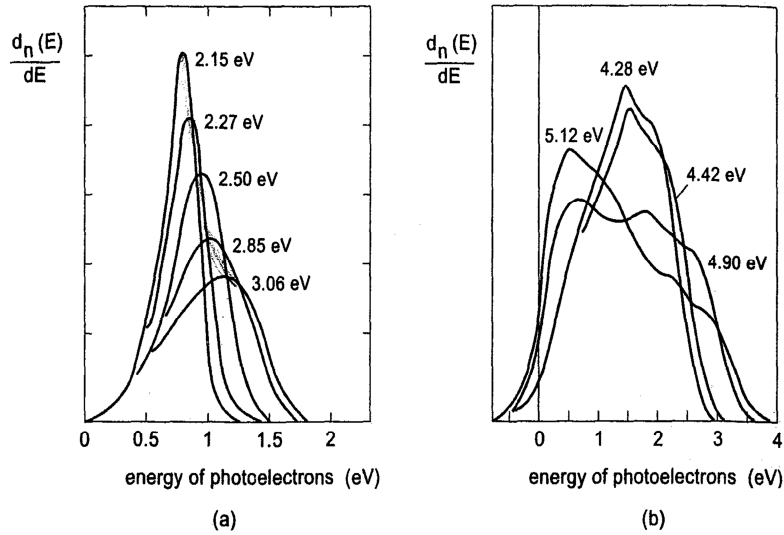 (a)
d_n (E)
dE
2.15 eV
2.27 eV
2.50 eV
2.85 eV
3.06 eV
0 0.5 1 1.5 2
energy of photoelectrons (eV)
(a)
(b)
d_n (E)
dE
4.28 eV
5.12 eV
4.42 eV
4.90 eV
0 1 2 3 4
energy of photoelectrons (eV)
(b)